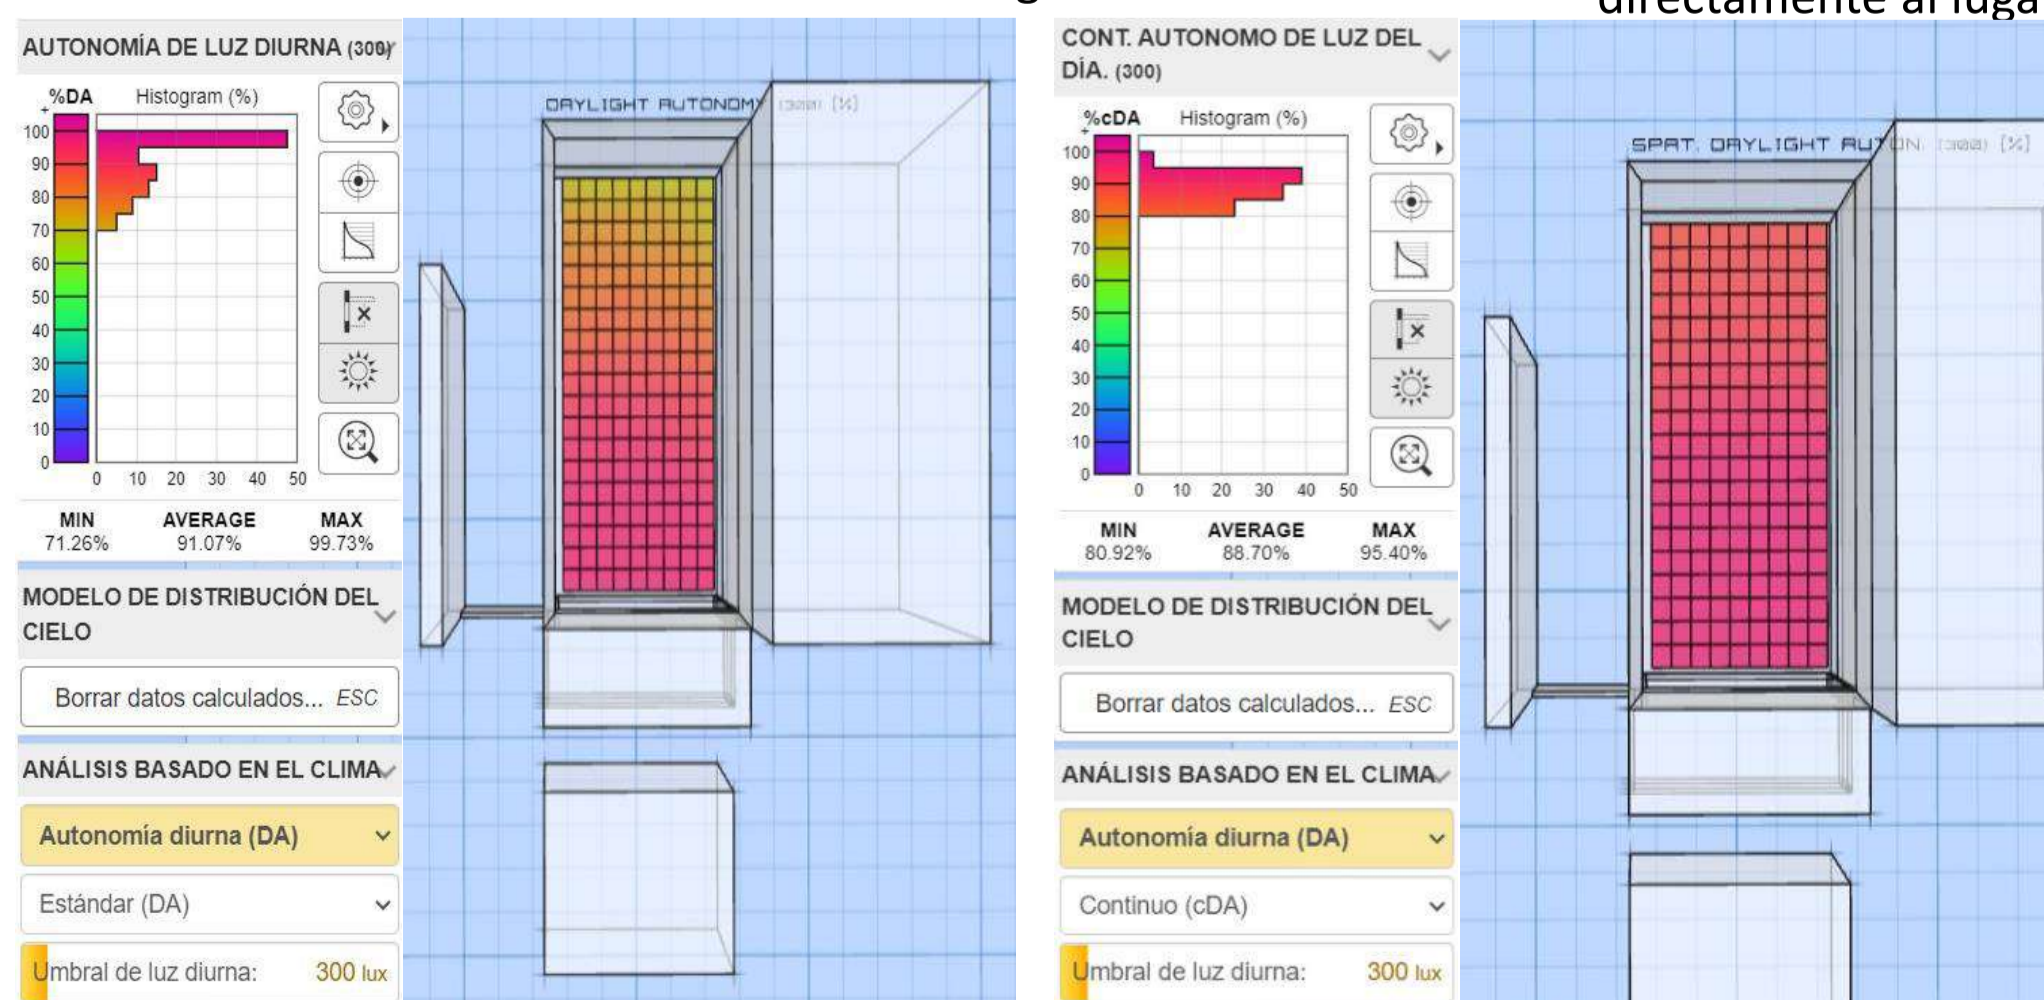 directamente al luga
AUTONOMÍA DE LUZ DIURNA (300)
%DA Histogram (%)
+
100
90
80
70
60
50
40
30
20
10
0
0 10 20 30 40 50
MIN AVERAGE MAX
71.26% 91.07% 99.73%
MODELO DE DISTRIBUCIÓN DEL
CIELO
Borrar datos calculados... ESC
ANÁLISIS BASADO EN EL CLIMA
Autonomía diurna (DA)
Estándar (DA)
Umbral de luz diurna: 300 lux
DAYLIGHT AUTONOMY (300) [%]
CONT. AUTONOMO DE LUZ DEL
DÍA. (300)
%cDA Histogram (%)
+
100
90
80
70
60
50
40
30
20
10
0
0 10 20 30 40 50
MIN AVERAGE MAX
80.92% 88.70% 95.40%
MODELO DE DISTRIBUCIÓN DEL
CIELO
Borrar datos calculados... ESC
ANÁLISIS BASADO EN EL CLIMA
Autonomía diurna (DA)
Continuo (cDA)
Umbral de luz diurna: 300 lux
SPAT. DAYLIGHT AUTON. (300) [%]